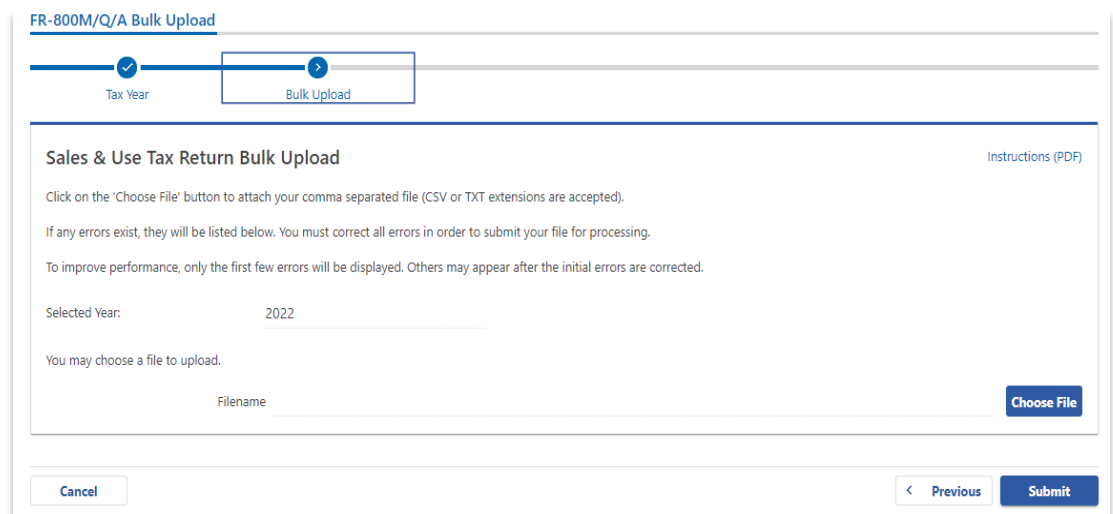 FR-800M/Q/A Bulk Upload
Tax Year
Bulk Upload
Sales & Use Tax Return Bulk Upload
Instructions (PDF)
Click on the 'Choose File' button to attach your comma separated file (CSV or TXT extensions are accepted).
If any errors exist, they will be listed below. You must correct all errors in order to submit your file for processing.
To improve performance, only the first few errors will be displayed. Others may appear after the initial errors are corrected.
Selected Year: 2022
You may choose a file to upload.
Filename
Choose File
Cancel
Previous
Submit